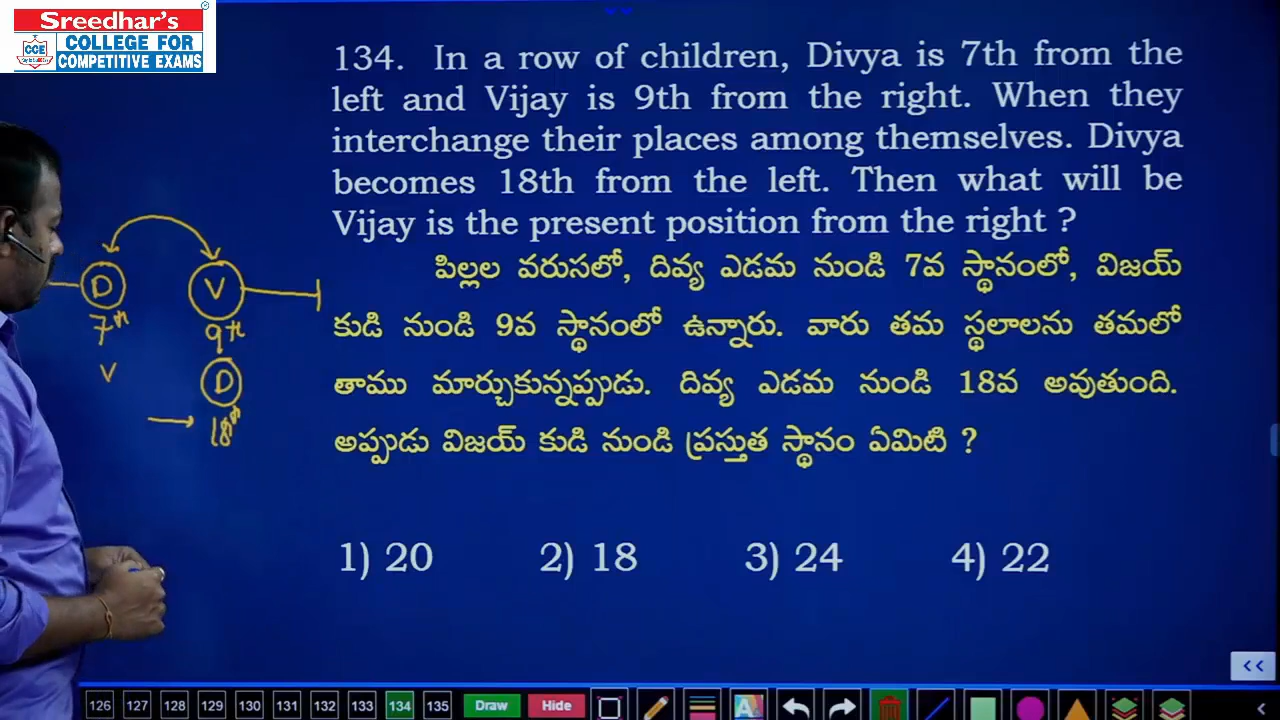 Sreedhar's
CCE
COLLEGE FOR
COMPETITIVE EXAMS
134. In a row of children, Divya is 7th from the
left and Vijay is 9th from the right. When they
interchange their places among themselves. Divya
becomes 18th from the left. Then what will be
Vijay is the present position from the right ?
పిల్లల వరుసలో, దివ్య ఎడమ నుండి 7వ స్థానంలో, విజయ్
కుడి నుండి 9వ స్థానంలో ఉన్నారు. వారు తమ స్థలాలను తమలో
తాము మార్చుకున్నప్పుడు. దివ్య ఎడమ నుండి 18వ అవుతుంది.
అప్పుడు విజయ్ కుడి నుండి ప్రస్తుత స్థానం ఏమిటి ?
1) 20 2) 18 3) 24 4) 22
D V
7th 9th
V D
18th
<<
126 127 128 129 130 131 132 133 134 135 Draw Hide